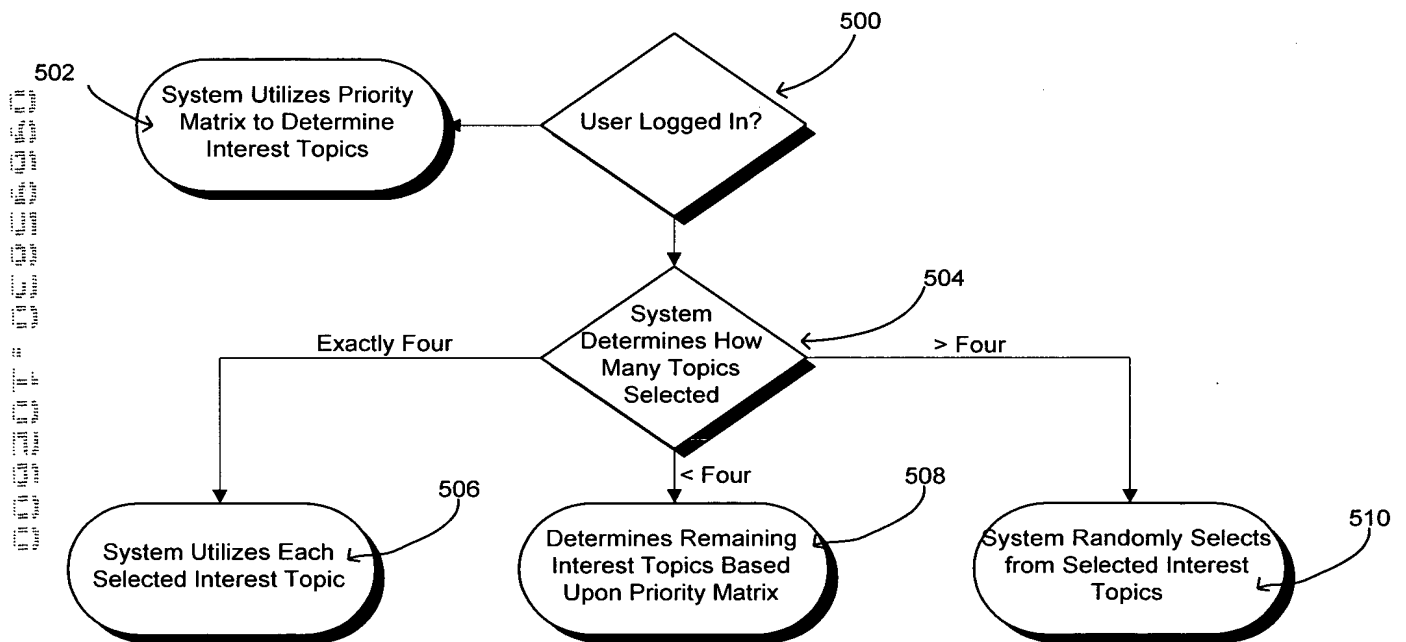 500
502
System Utilizes Priority
Matrix to Determine
Interest Topics
User Logged In?
504
System
Determines How
Many Topics
Selected
Exactly Four
> Four
< Four
506
System Utilizes Each
Selected Interest Topic
508
Determines Remaining
Interest Topics Based
Upon Priority Matrix
510
System Randomly Selects
from Selected Interest
Topics